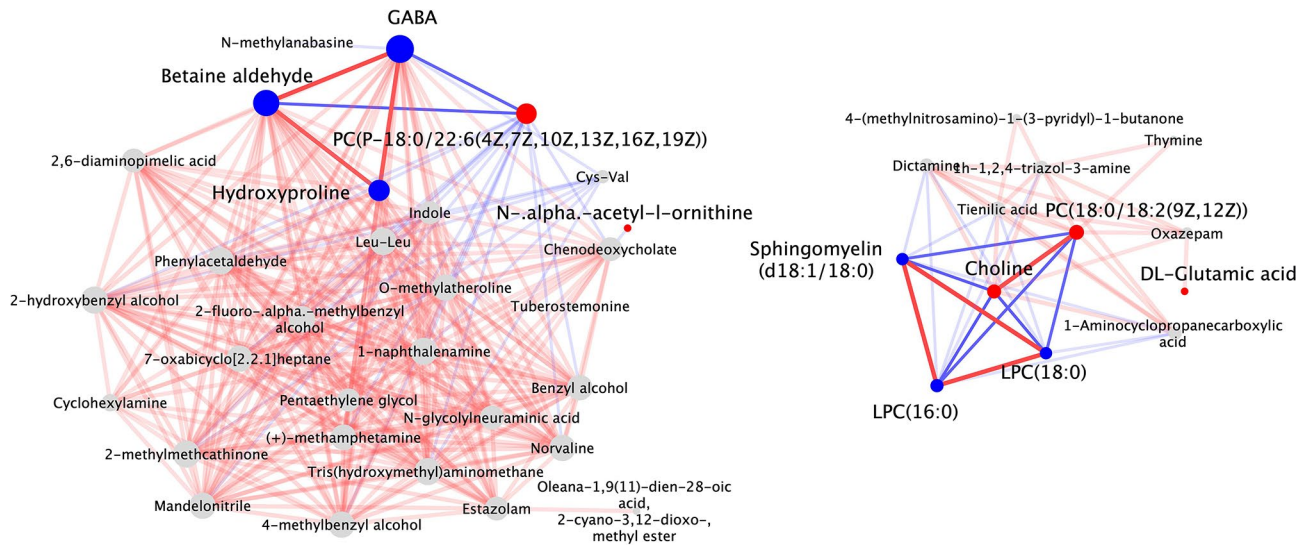 GABA
N-methylanabasine
Betaine aldehyde
PC(P-18:0/22:6(4Z,7Z,10Z,13Z,16Z,19Z))
2,6-diaminopimelic acid
Cys-Val
Hydroxyproline
Indole
N-.alpha.-acetyl-l-ornithine
Leu-Leu
Chenodeoxycholate
Phenylacetaldehyde
O-methylatheroline
2-hydroxybenzyl alcohol
Tuberostemonine
2-fluoro-.alpha.-methylbenzyl
alcohol
7-oxabicyclo[2.2.1]heptane
1-naphthalenamine
Benzyl alcohol
Cyclohexylamine
Pentaethylene glycol
N-glycolylneuraminic acid
(+)-methamphetamine
Norvaline
2-methylmethcathinone
Tris(hydroxymethyl)aminomethane
Oleana-1,9(11)-dien-28-oic
acid,
2-cyano-3,12-dioxo-,
methyl ester
Mandelonitrile
Estazolam
4-methylbenzyl alcohol
4-(methylnitrosamino)-1-(3-pyridyl)-1-butanone
Thymine
Dictamine
1h-1,2,4-triazol-3-amine
Tienilic acid
PC(18:0/18:2(9Z,12Z))
Oxazepam
Sphingomyelin
(d18:1/18:0)
Choline
DL-Glutamic acid
1-Aminocyclopropanecarboxylic
acid
LPC(18:0)
LPC(16:0)